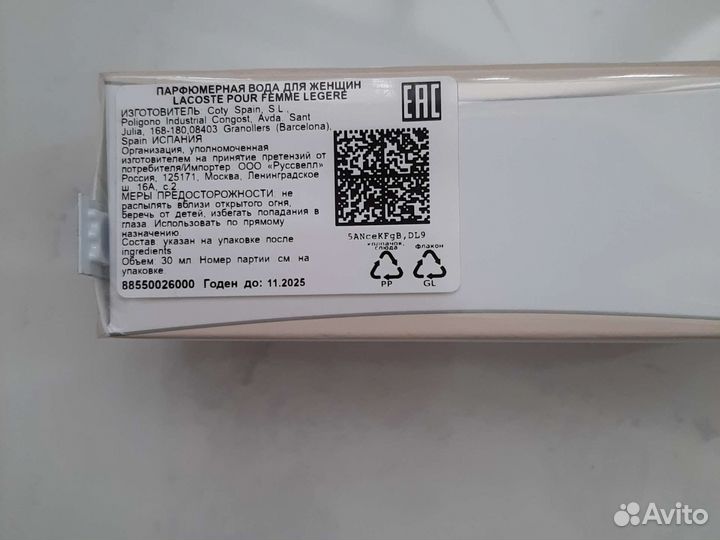 ПАРФЮМЕРНАЯ ВОДА ДЛЯ ЖЕНЩИН
LACOSTE POUR FEMME LEGERE
ИЗГОТОВИТЕЛЬ Coty Spain, S.L.,
Poligono Industrial Congost, Avda. Sant
Julia, 168-180,08403 Granollers (Barcelona),
Spain ИСПАНИЯ
Организация, уполномоченная
изготовителем на принятие претензий от
потребителя/Импортер ООО «Руссвелл»
Россия, 125171, Москва, Ленинградское
ш. 16А, с.2
МЕРЫ ПРЕДОСТОРОЖНОСТИ: не
распылять вблизи открытого огня,
беречь от детей, избегать попадания в
глаза. Использовать по прямому
назначению
Состав: указан на упаковке после
ingredients
Объем 30 мл. Номер партии см на
упаковке
88550026000 Годен до: 11.2025
EAC
5ANceKFgB,DL9
колпачок,
слюда
PP
флакон
GL
Avito